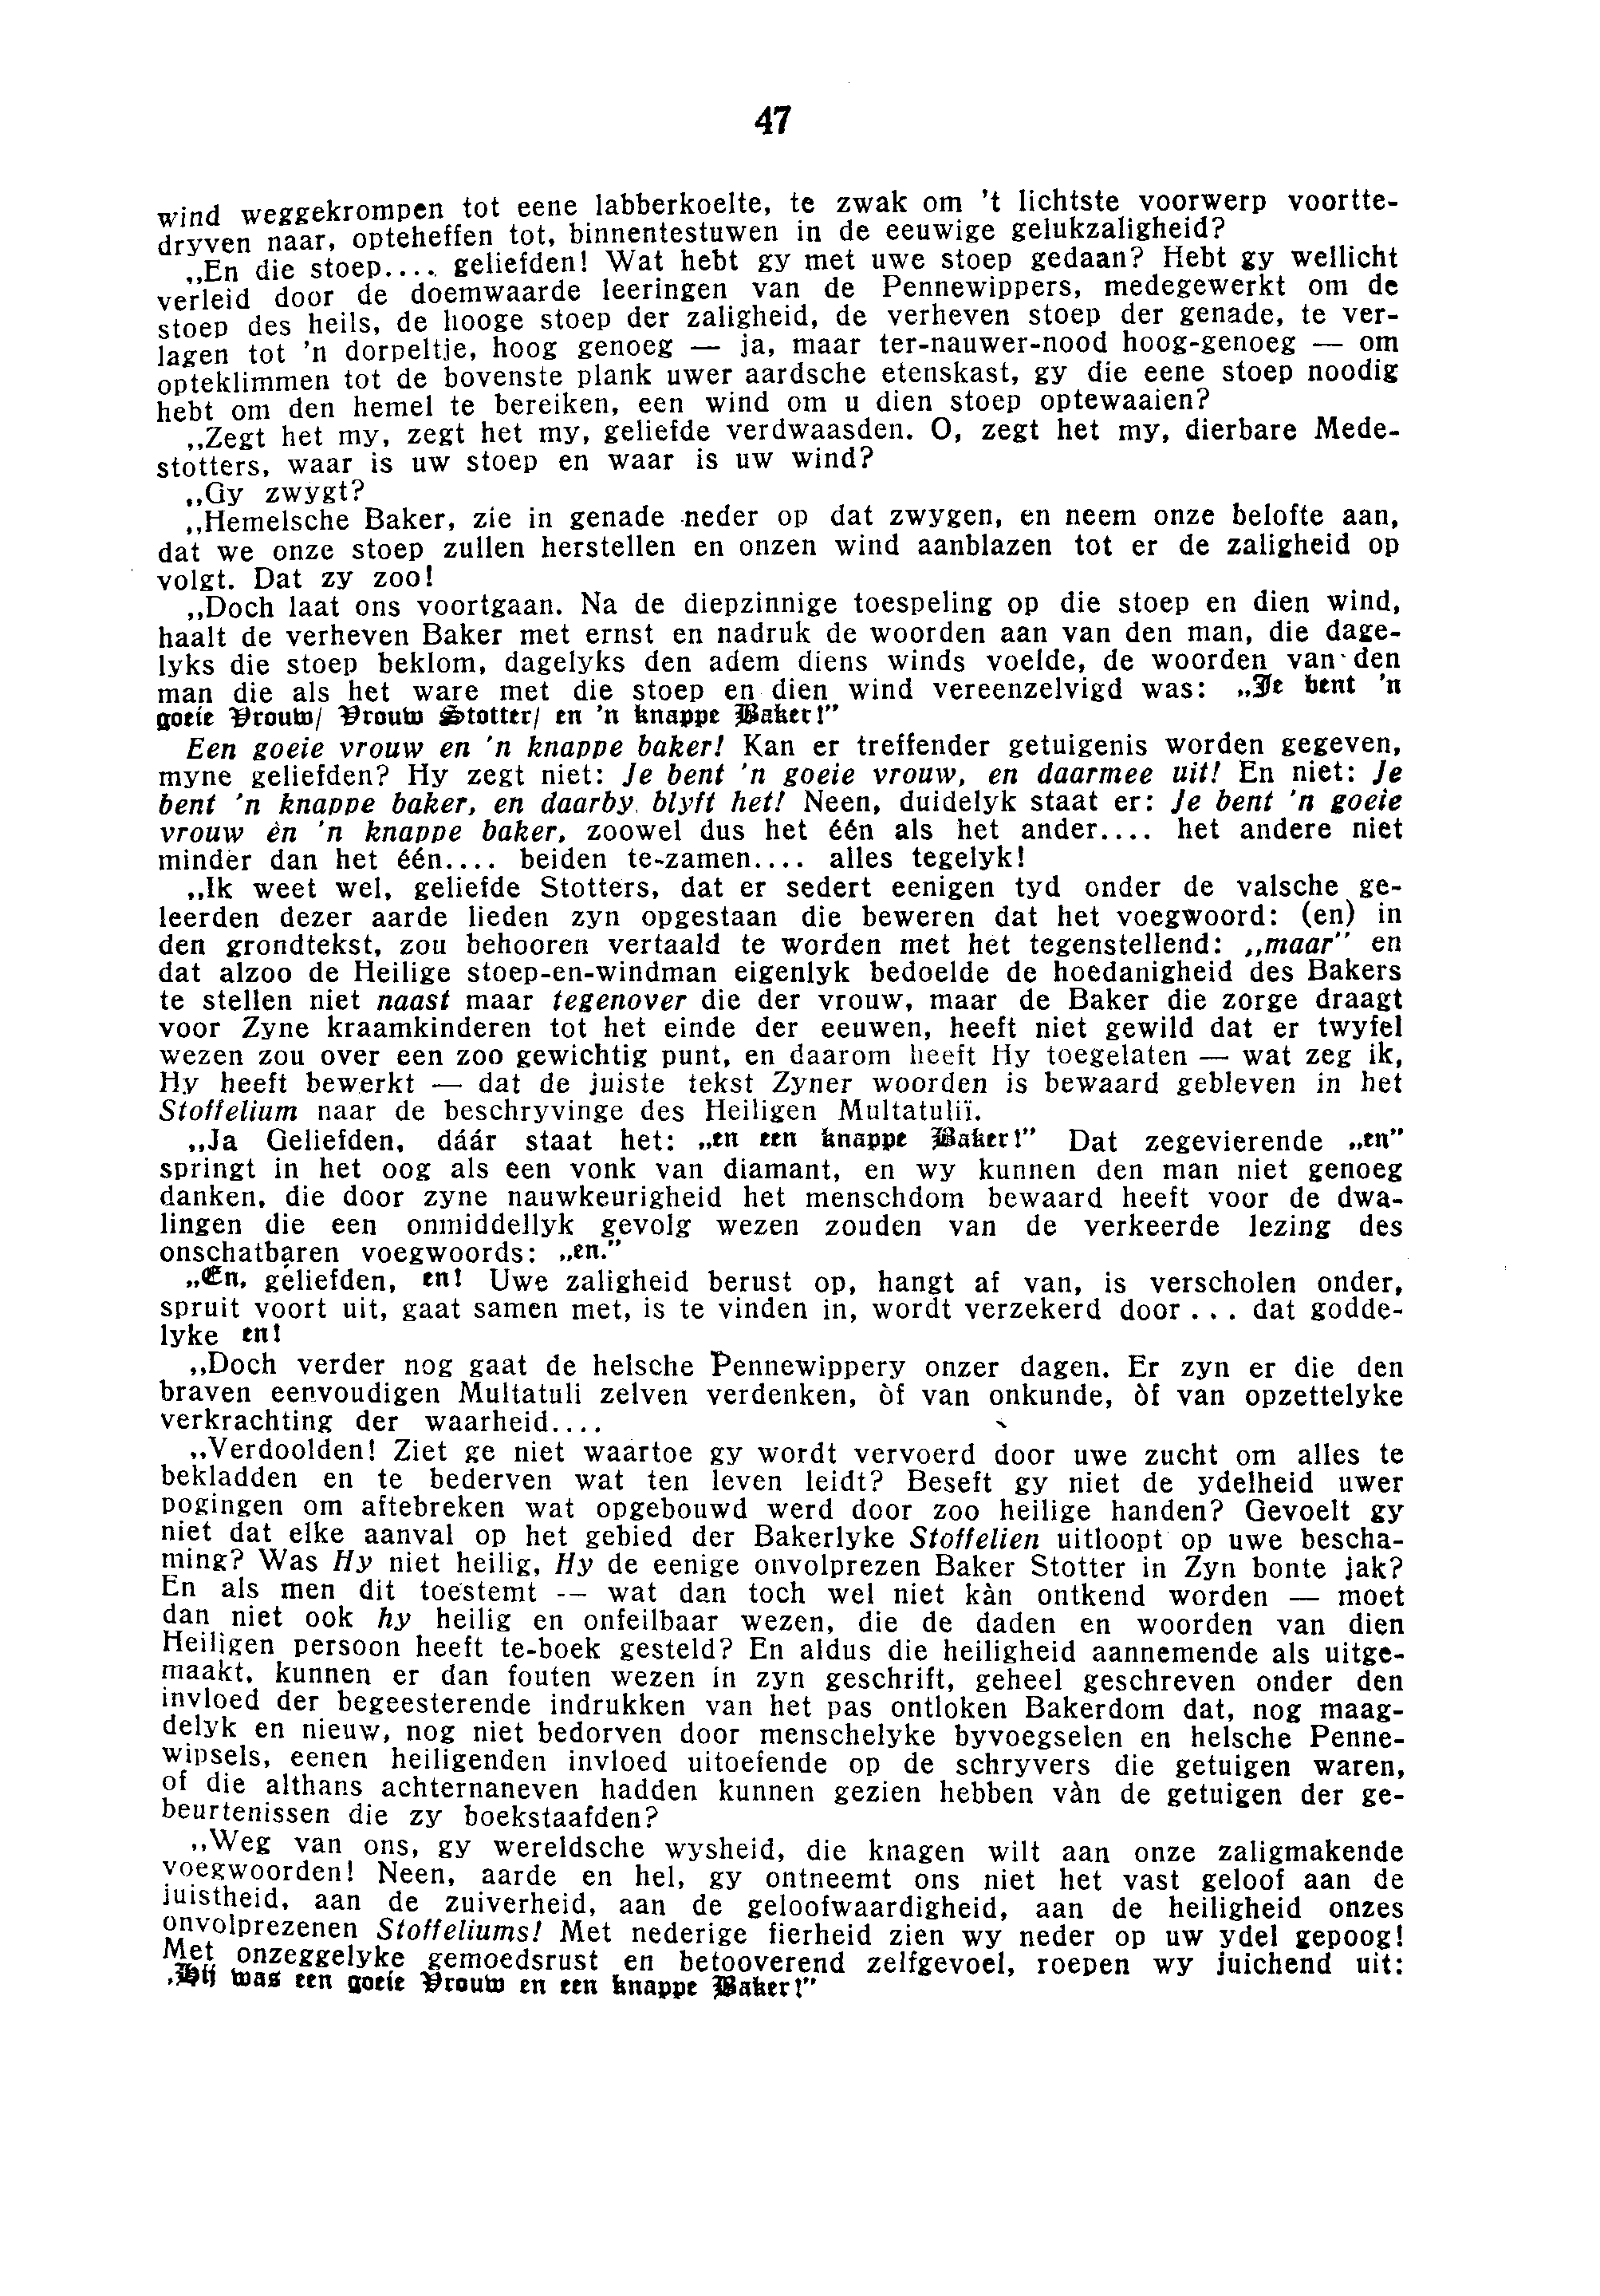 47
wind weggekrompen tot eene labberkoelte, te zwak om 't lichtste voorwerp voortte-
dryven naar, opteheffen tot, binnentestuwen in de eeuwige gelukzaligheid?
„En die stoep.... geliefden! Wat hebt gy met uwe stoep gedaan? Hebt gy wellicht
verleid door de doemwaarde leeringen van de Pennewippers, medegewerkt om de
stoep des heils, de hooge stoep der zaligheid, de verheven stoep der genade, te ver-
lagen tot 'n dorpeltje, hoog genoeg — ja, maar ter-nauwer-nood hoog-genoeg — om
opteklimmen tot de bovenste plank uwer aardsche etenskast, gy die eene stoep noodig
hebt om den hemel te bereiken, een wind om u dien stoep optewaaien?
„Zegt het my, zegt het my, geliefde verdwaasden. O, zegt het my, dierbare Mede-
stotters, waar is uw stoep en waar is uw wind?
„Gy zwygt?
„Hemelsche Baker, zie in genade neder op dat zwygen, en neem onze belofte aan,
dat we onze stoep zullen herstellen en onzen wind aanblazen tot er de zaligheid op
volgt. Dat zy zoo!
„Doch laat ons voortgaan. Na de diepzinnige toespeling op die stoep en dien wind,
haalt de verheven Baker met ernst en nadruk de woorden aan van den man, die dage-
lyks die stoep beklom, dagelyks den adem diens winds voelde, de woorden van den
man die als het ware met die stoep en dien wind vereenzelvigd was: „Je bent 'n
goeie Vrouw/ Vrouw Stotter/ en 'n knappe Baker!”
Een goeie vrouw en 'n knappe baker! Kan er treffender getuigenis worden gegeven,
myne geliefden? Hy zegt niet: Je bent 'n goeie vrouw, en daarmee uit! En niet: Je
bent 'n knappe baker, en daarby blyft het! Neen, duidelyk staat er: Je bent 'n goeie
vrouw èn 'n knappe baker, zoowel dus het één als het ander.... het andere niet
minder dan het één.... beiden te-zamen.... alles tegelyk!
„Ik weet wel, geliefde Stotters, dat er sedert eenigen tyd onder de valsche ge-
leerden dezer aarde lieden zyn opgestaan die beweren dat het voegwoord: (en) in
den grondtekst, zou behooren vertaald te worden met het tegenstellend: „maar” en
dat alzoo de Heilige stoep-en-windman eigenlyk bedoelde de hoedanigheid des Bakers
te stellen niet naast maar tegenover die der vrouw, maar de Baker die zorge draagt
voor Zyne kraamkinderen tot het einde der eeuwen, heeft niet gewild dat er twyfel
wezen zou over een zoo gewichtig punt, en daarom heeft Hy toegelaten — wat zeg ik,
Hy heeft bewerkt — dat de juiste tekst Zyner woorden is bewaard gebleven in het
Stoffelium naar de beschryvinge des Heiligen Multatuliï.
„Ja Geliefden, dáár staat het: „en een knappe Baker!” Dat zegevierende „en”
springt in het oog als een vonk van diamant, en wy kunnen den man niet genoeg
danken, die door zyne nauwkeurigheid het menschdom bewaard heeft voor de dwa-
lingen die een onmiddellyk gevolg wezen zouden van de verkeerde lezing des
onschatbaren voegwoords: „en.”
„En, geliefden, en! Uwe zaligheid berust op, hangt af van, is verscholen onder,
spruit voort uit, gaat samen met, is te vinden in, wordt verzekerd door ... dat godde-
lyke en!
„Doch verder nog gaat de helsche Pennewippery onzer dagen. Er zyn er die den
braven eenvoudigen Multatuli zelven verdenken, òf van onkunde, òf van opzettelyke
verkrachting der waarheid....
„Verdoolden! Ziet ge niet waartoe gy wordt vervoerd door uwe zucht om alles te
bekladden en te bederven wat ten leven leidt? Beseft gy niet de ydelheid uwer
pogingen om aftebreken wat opgebouwd werd door zoo heilige handen? Gevoelt gy
niet dat elke aanval op het gebied der Bakerlyke Stoffelien uitloopt op uwe bescha-
ming? Was Hy niet heilig, Hy de eenige onvolprezen Baker Stotter in Zyn bonte jak?
En als men dit toestemt — wat dan toch wel niet kàn ontkend worden — moet
dan niet ook hy heilig en onfeilbaar wezen, die de daden en woorden van dien
Heiligen persoon heeft te-boek gesteld? En aldus die heiligheid aannemende als uitge-
maakt, kunnen er dan fouten wezen in zyn geschrift, geheel geschreven onder den
invloed der begeesterende indrukken van het pas ontloken Bakerdom dat, nog maag-
delyk en nieuw, nog niet bedorven door menschelyke byvoegselen en helsche Penne-
wipsels, eenen heiligenden invloed uitoefende op de schryvers die getuigen waren,
of die althans achternaneven hadden kunnen gezien hebben vàn de getuigen der ge-
beurtenissen die zy boekstaafden?
„Weg van ons, gy wereldsche wysheid, die knagen wilt aan onze zaligmakende
voegwoorden! Neen, aarde en hel, gy ontneemt ons niet het vast geloof aan de
juistheid, aan de zuiverheid, aan de geloofwaardigheid, aan de heiligheid onzes
onvolprezenen Stoffeliums! Met nederige fierheid zien wy neder op uw ydel gepoog!
Met onzeggelyke gemoedsrust en betooverend zelfgevoel, roepen wy juichend uit:
„Hij was een goeie Vrouw en een knappe Baker!”